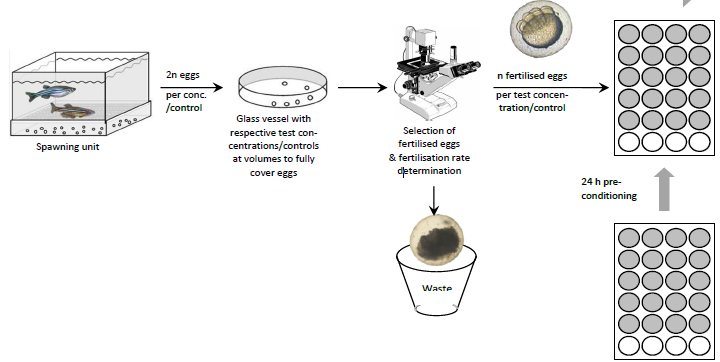 2n eggs
per conc.
/control
Spawning unit
Glass vessel with
respective test con-
centrations/controls
at volumes to fully
cover eggs
Selection of
fertilised eggs
& fertilisation rate
determination
n fertilised eggs
per test concen-
tration/control
24 h pre-
conditioning
Waste